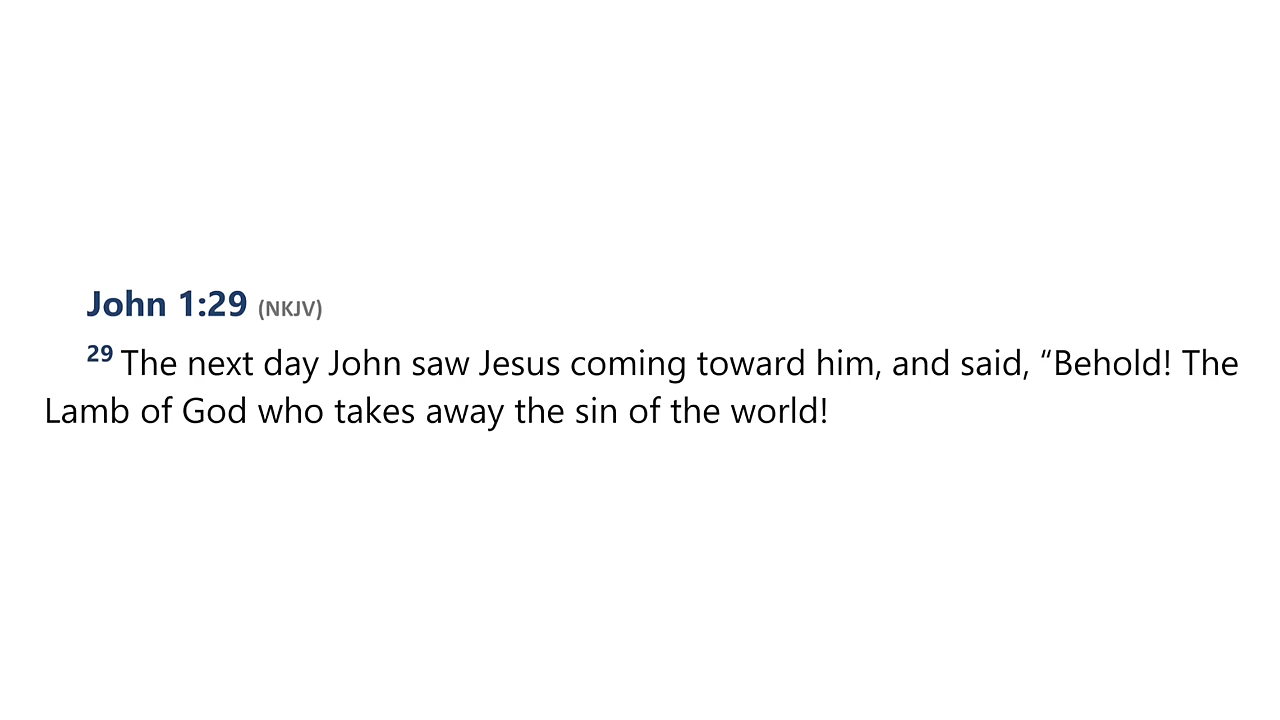 John 1:29 (NKJV)
29 The next day John saw Jesus coming toward him, and said, “Behold! The
Lamb of God who takes away the sin of the world!